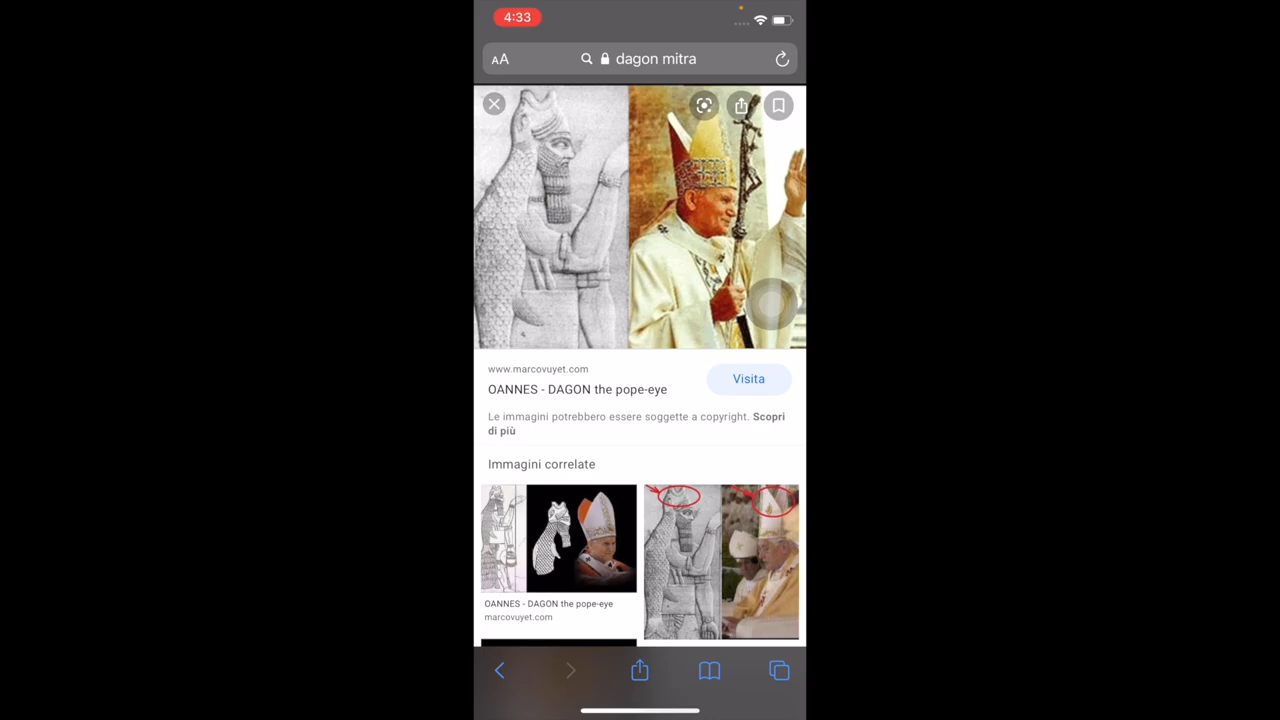 4:33
AA dagon mitra
www.marcovuyet.com
OANNES - DAGON the pope-eye
Visita
Le immagini potrebbero essere soggette a copyright. Scopri
di più
Immagini correlate
OANNES - DAGON the pope-eye
marcovuyet.com